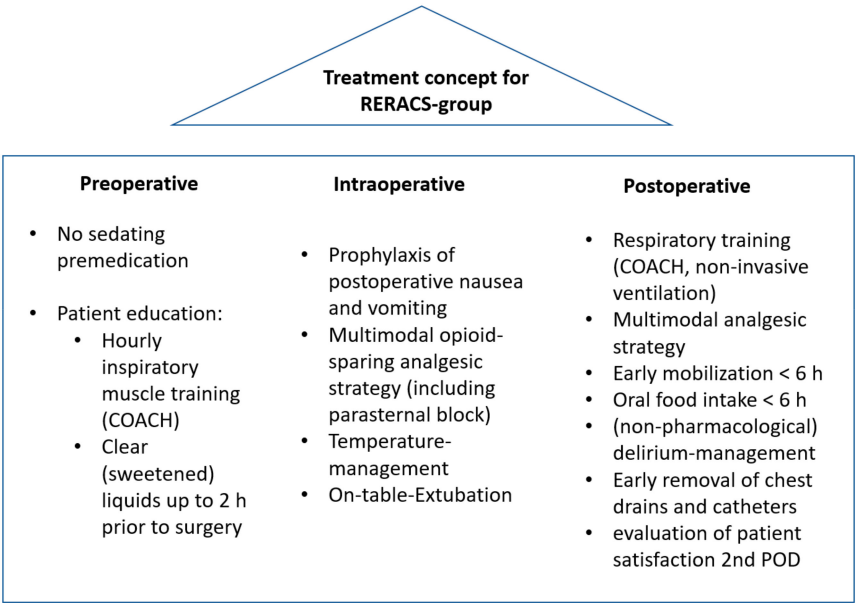 Treatment concept for
RERACS-group
Preoperative
• No sedating
premedication
• Patient education:
• Hourly
inspiratory
muscle training
(COACH)
• Clear
(sweetened)
liquids up to 2 h
prior to surgery
Intraoperative
• Prophylaxis of
postoperative nausea
and vomiting
• Multimodal opioid-
sparing analgesic
strategy (including
parasternal block)
• Temperature-
management
• On-table-Extubation
Postoperative
• Respiratory training
(COACH, non-invasive
ventilation)
• Multimodal analgesic
strategy
• Early mobilization < 6 h
• Oral food intake < 6 h
• (non-pharmacological)
delirium-management
• Early removal of chest
drains and catheters
• evaluation of patient
satisfaction 2nd POD